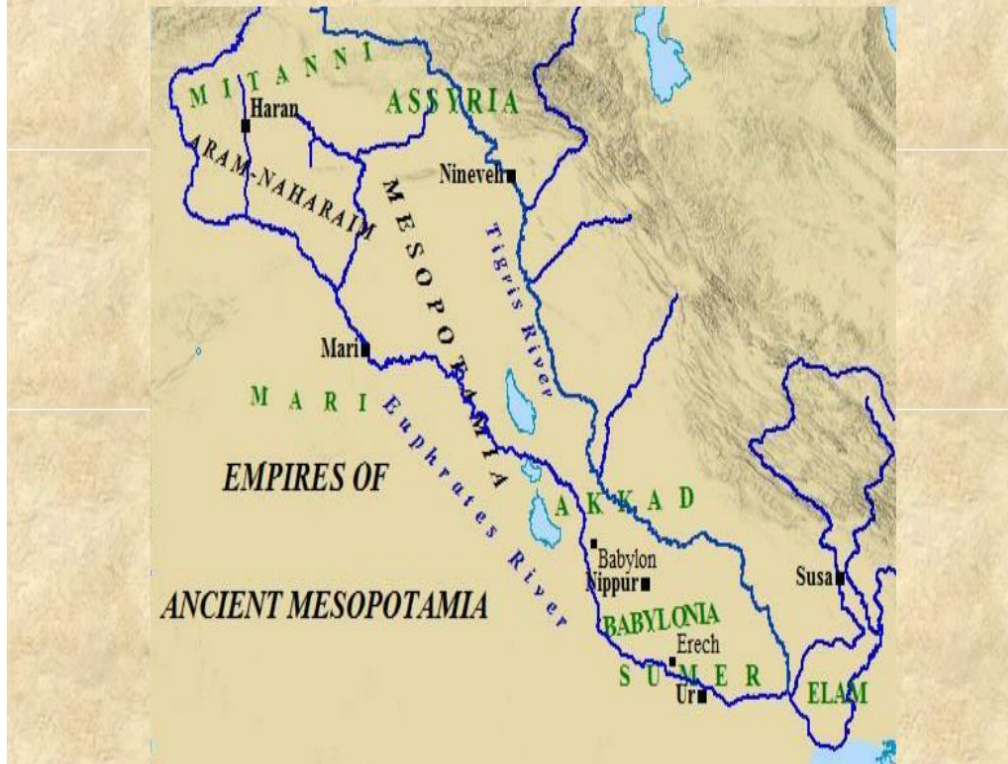 MITANNI
ASSYRIA
Haran
ARAM-NAHARAIM
Nineveh
MESOPOTAMIA
Tigris River
Mari
MARI
Euphrates River
EMPIRES OF
AKKAD
Babylon
Nippur
Susa
ANCIENT MESOPOTAMIA
BABYLONIA
Erech
SUMER
Ur
ELAM